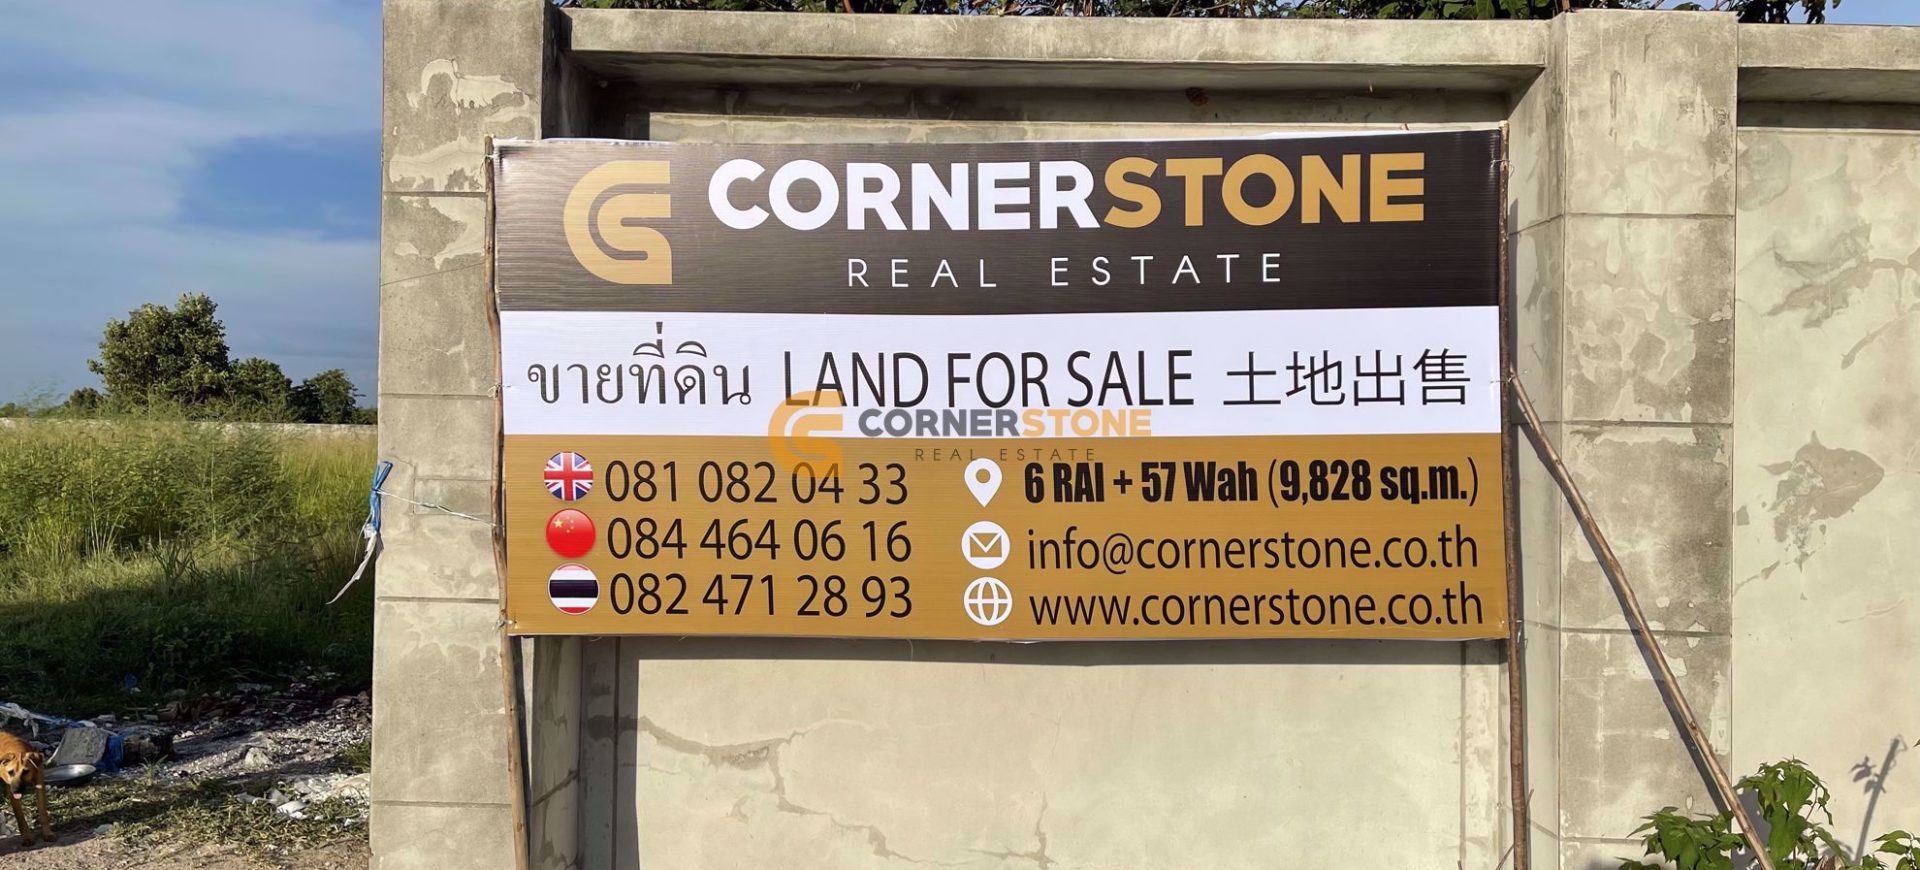 CORNERSTONE
REAL ESTATE
ขายที่ดิน LAND FOR SALE 土地出售
CORNERSTONE
REAL ESTATE
081 082 04 33
6 RAI + 57 Wah (9,828 sq.m.)
084 464 06 16
info@cornerstone.co.th
082 471 28 93
www.cornerstone.co.th